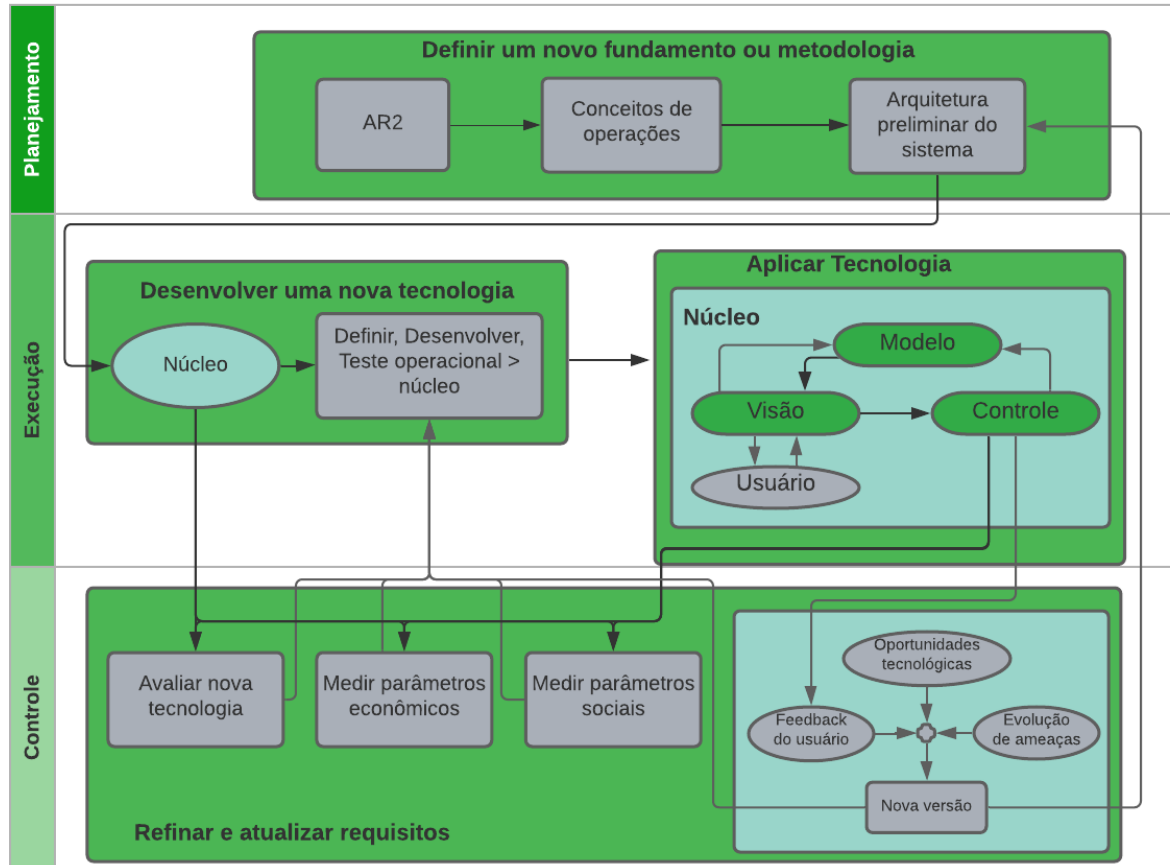 Planejamento
Definir um novo fundamento ou metodologia
AR2
Conceitos de
operações
Arquitetura
preliminar do
sistema
Execução
Desenvolver uma nova tecnologia
Núcleo
Definir, Desenvolver,
Teste operacional >
núcleo
Aplicar Tecnologia
Núcleo
Modelo
Visão
Controle
Usuário
Controle
Avaliar nova
tecnologia
Medir parâmetros
econômicos
Medir parâmetros
sociais
Refinar e atualizar requisitos
Oportunidades
tecnológicas
Feedback
do usuário
Evolução
de ameaças
Nova versão